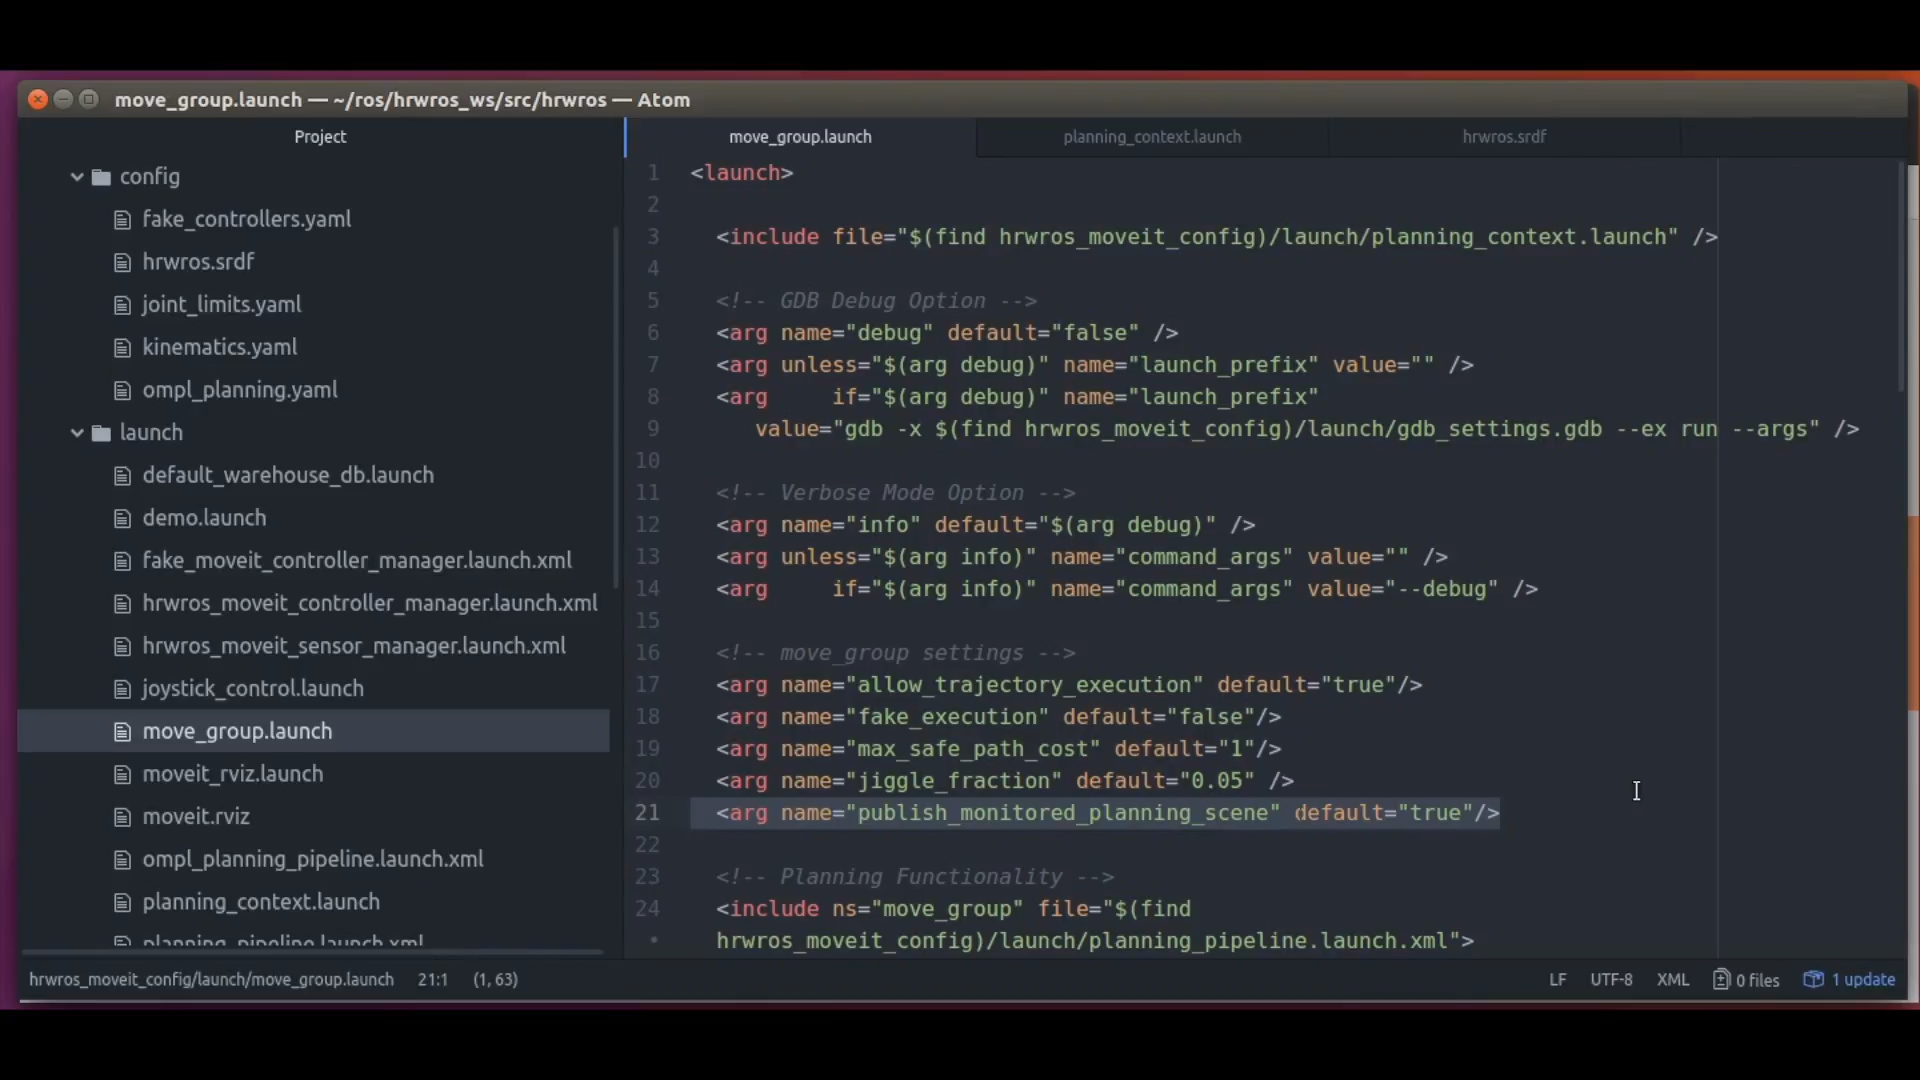 move_group.launch — ~/ros/hrwros_ws/src/hrwros — Atom
Project
config
fake_controllers.yaml
hrwros.srdf
joint_limits.yaml
kinematics.yaml
ompl_planning.yaml
launch
default_warehouse_db.launch
demo.launch
fake_moveit_controller_manager.launch.xml
hrwros_moveit_controller_manager.launch.xml
hrwros_moveit_sensor_manager.launch.xml
joystick_control.launch
move_group.launch
moveit_rviz.launch
moveit.rviz
ompl_planning_pipeline.launch.xml
planning_context.launch
planning_pipeline.launch.xml
move_group.launch planning_context.launch hrwros.srdf
1 <launch>
2
3 <include file="$(find hrwros_moveit_config)/launch/planning_context.launch" />
4
5 <!-- GDB Debug Option -->
6 <arg name="debug" default="false" />
7 <arg unless="$(arg debug)" name="launch_prefix" value="" />
8 <arg     if="$(arg debug)" name="launch_prefix"
9 value="gdb -x $(find hrwros_moveit_config)/launch/gdb_settings.gdb --ex run --args" />
10
11 <!-- Verbose Mode Option -->
12 <arg name="info" default="$(arg debug)" />
13 <arg unless="$(arg info)" name="command_args" value="" />
14 <arg     if="$(arg info)" name="command_args" value="--debug" />
15
16 <!-- move_group settings -->
17 <arg name="allow_trajectory_execution" default="true"/>
18 <arg name="fake_execution" default="false"/>
19 <arg name="max_safe_path_cost" default="1"/>
20 <arg name="jiggle_fraction" default="0.05" />
21 <arg name="publish_monitored_planning_scene" default="true"/>
22
23 <!-- Planning Functionality -->
24 <include ns="move_group" file="$(find
• hrwros_moveit_config)/launch/planning_pipeline.launch.xml">
hrwros_moveit_config/launch/move_group.launch 21:1 (1, 63) LF UTF-8 XML 0 files 1 update